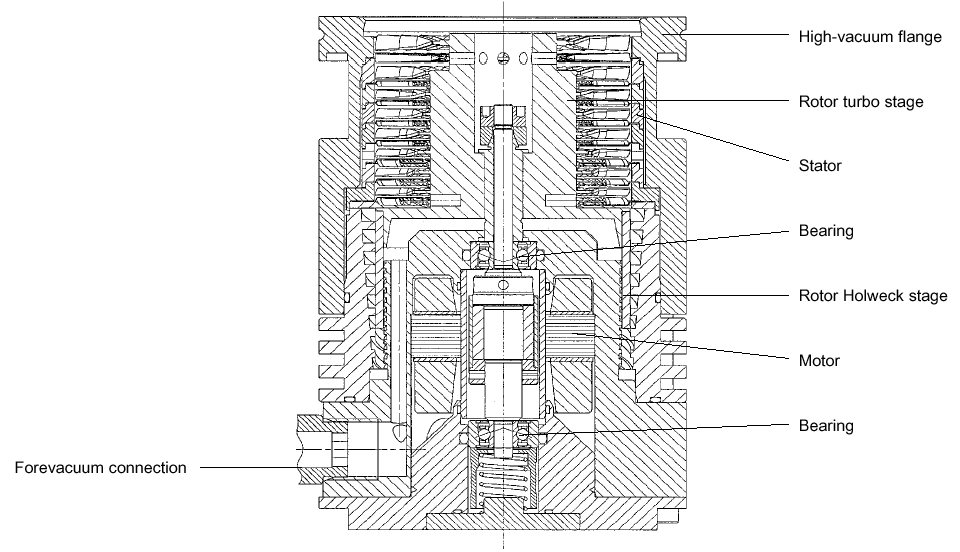 High-vacuum flange
Rotor turbo stage
Stator
Bearing
Rotor Holweck stage
Motor
Bearing
Forevacuum connection